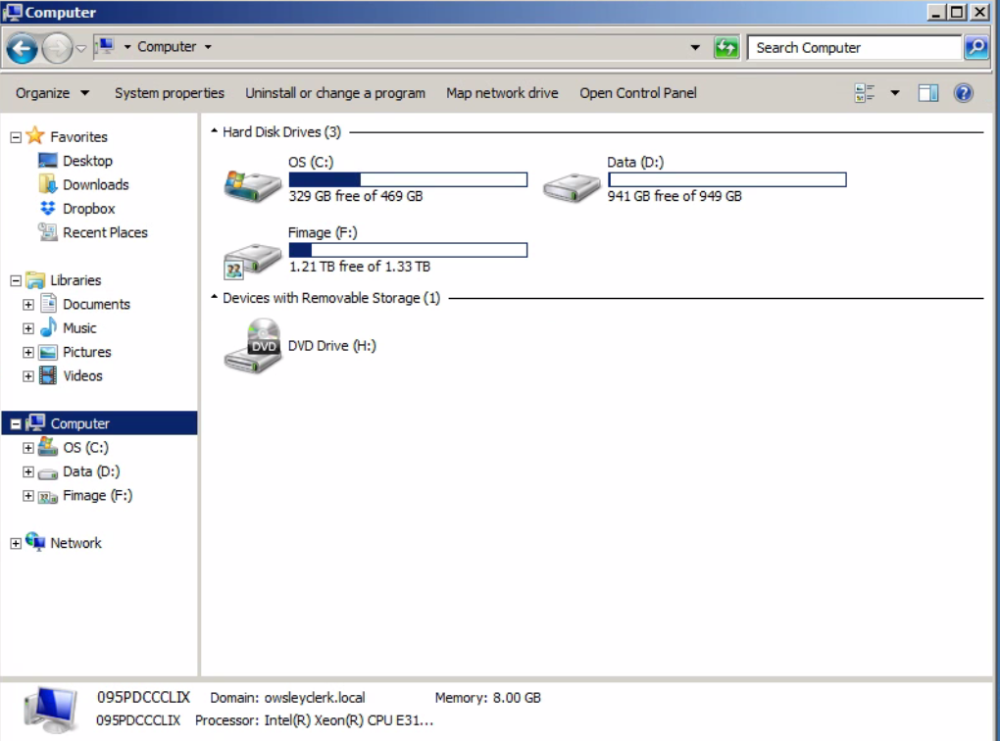 Computer
Computer
Search Computer
Organize System properties Uninstall or change a program Map network drive Open Control Panel
Favorites
Desktop
Downloads
Dropbox
Recent Places
Libraries
Documents
Music
Pictures
Videos
Computer
OS (C:)
Data (D:)
Fimage (F:)
Network
Hard Disk Drives (3)
OS (C:)
329 GB free of 469 GB
Data (D:)
941 GB free of 949 GB
Fimage (F:)
1.21 TB free of 1.33 TB
Devices with Removable Storage (1)
DVD
DVD Drive (H:)
095PDCCCLIX Domain: owsleyclerk.local Memory: 8.00 GB
095PDCCCLIX Processor: Intel(R) Xeon(R) CPU E31...